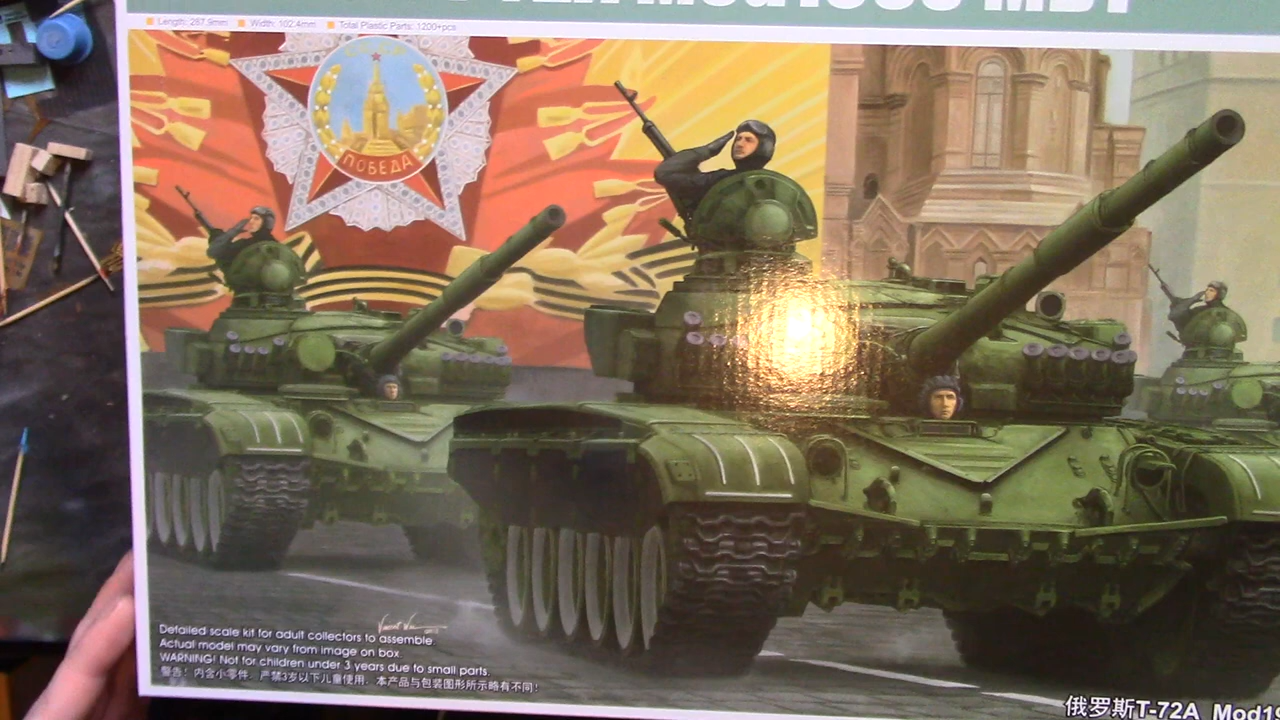 MBT
Length: 287.9mm Width: 102.4mm Total Plastic Parts: 1200+pcs
ПОБЕДА
Detailed scale kit for adult collectors to assemble.
Actual model may vary from image on box.
WARNING! Not for children under 3 years due to small parts.
警告！内含小零件，严禁3岁以下儿童使用，本产品与包装图形所示略有不同！
俄罗斯T-72A Mod19